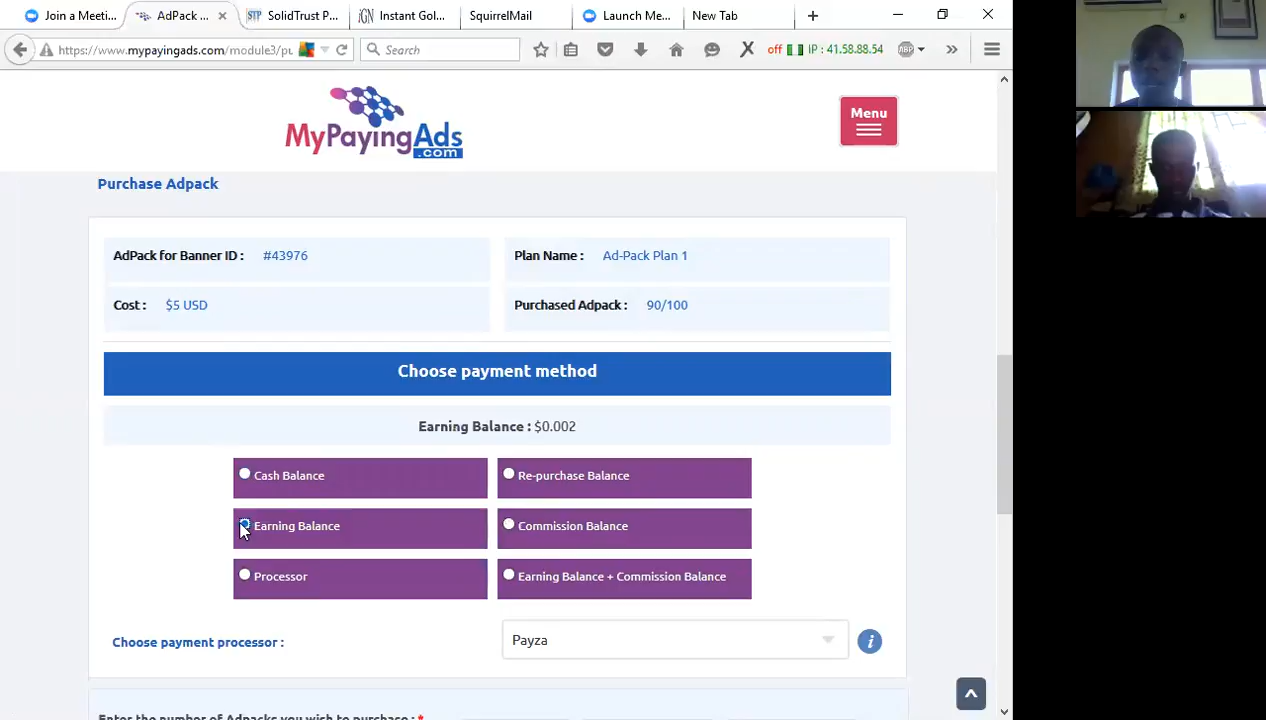 Join a Meeti...
AdPack ...
SolidTrust P...
Instant Gol...
SquirrelMail
Launch Me...
New Tab
https://www.mypayingads.com/module3/pu
Search
off
IP : 41.58.88.54
ABP
MyPayingAds
.com
Menu
Purchase Adpack
AdPack for Banner ID : #43976
Plan Name : Ad-Pack Plan 1
Cost : $5 USD
Purchased Adpack : 90/100
Choose payment method
Earning Balance : $0.002
Cash Balance
Re-purchase Balance
Earning Balance
Commission Balance
Processor
Earning Balance + Commission Balance
Choose payment processor :
Payza
i
Enter the number of Adpacks you wish to purchase : *